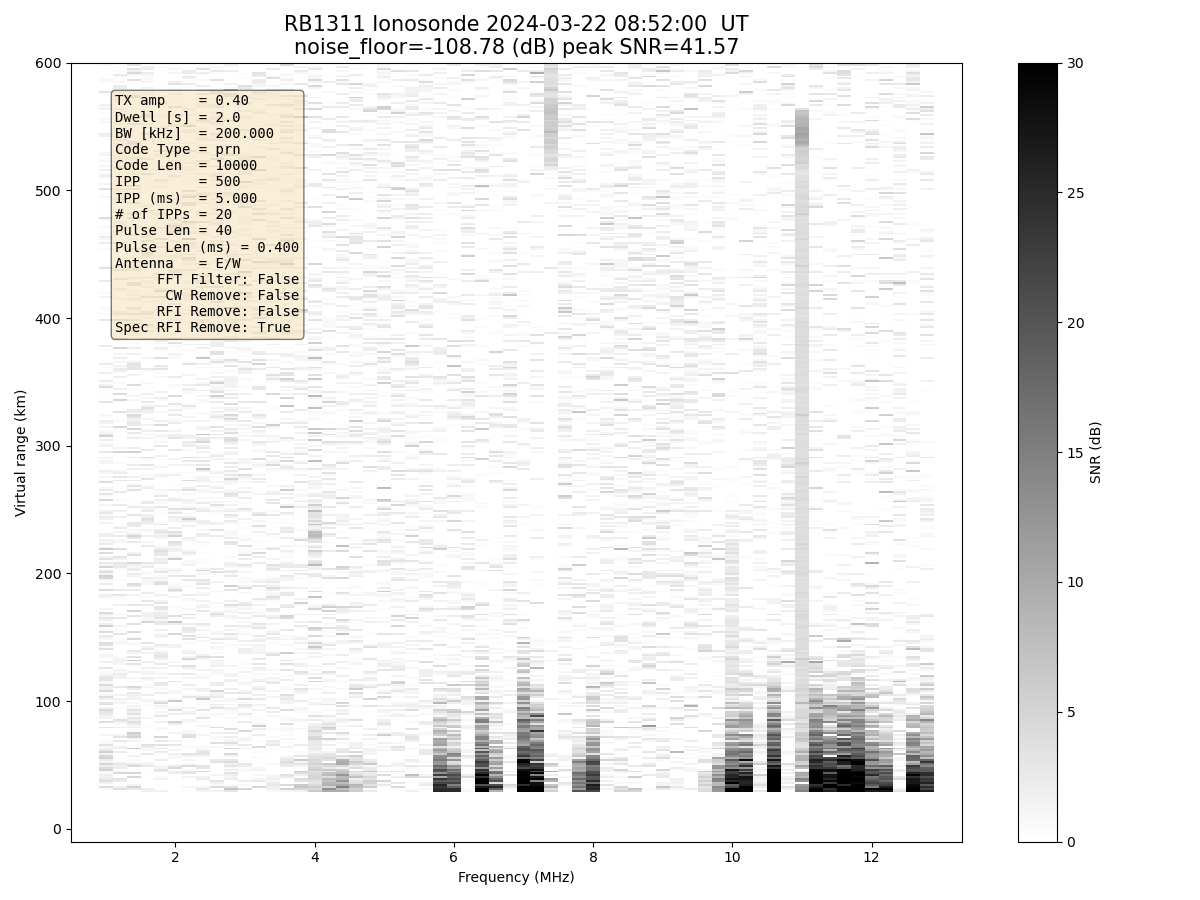 RB1311 Ionosonde 2024-03-22 08:52:00  UT
noise_floor=-108.78 (dB) peak SNR=41.57
600
500
400
300
200
100
0
Virtual range (km)
TX amp    = 0.40
Dwell [s] = 2.0
BW [kHz]  = 200.000
Code Type = prn
Code Len  = 10000
IPP       = 500
IPP (ms)  = 5.000
# of IPPs = 20
Pulse Len = 40
Pulse Len (ms) = 0.400
Antenna   = E/W
FFT Filter: False
CW Remove: False
RFI Remove: False
Spec RFI Remove: True
2 4 6 8 10 12
Frequency (MHz)
30
25
20
15
10
5
0
SNR (dB)